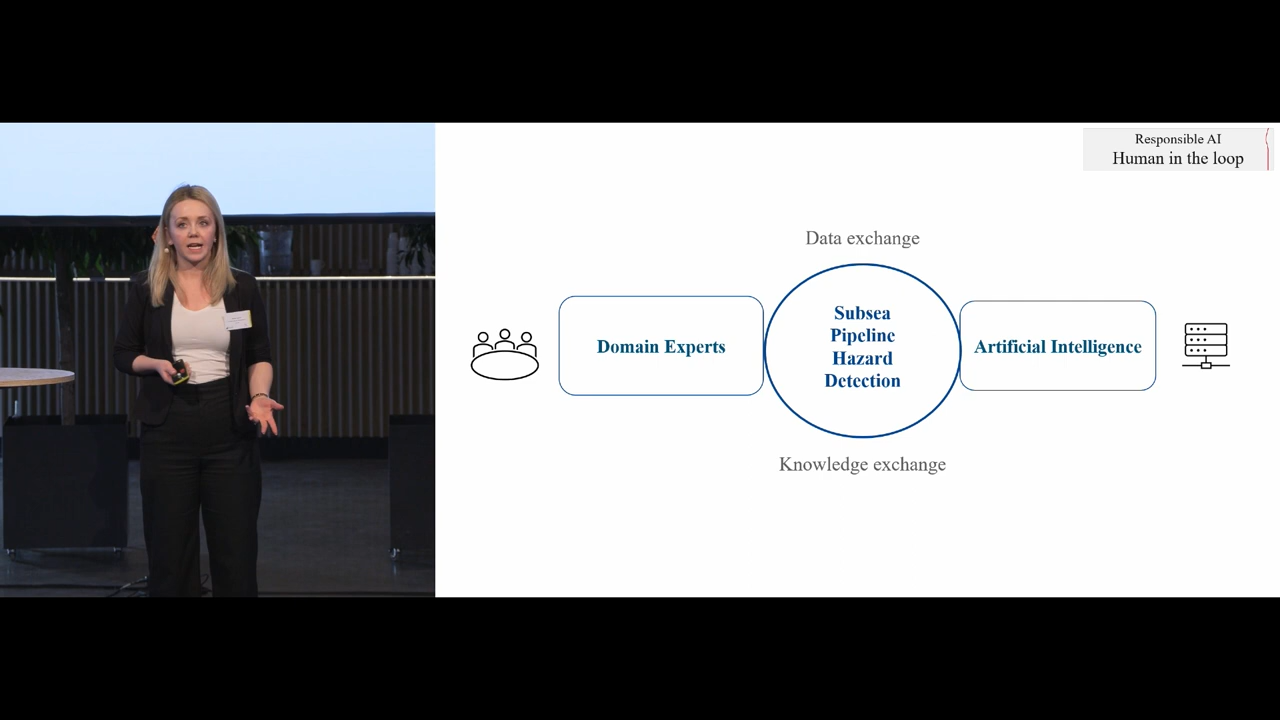 Responsible AI
Human in the loop
Data exchange
Domain Experts
Subsea
Pipeline
Hazard
Detection
Artificial Intelligence
Knowledge exchange